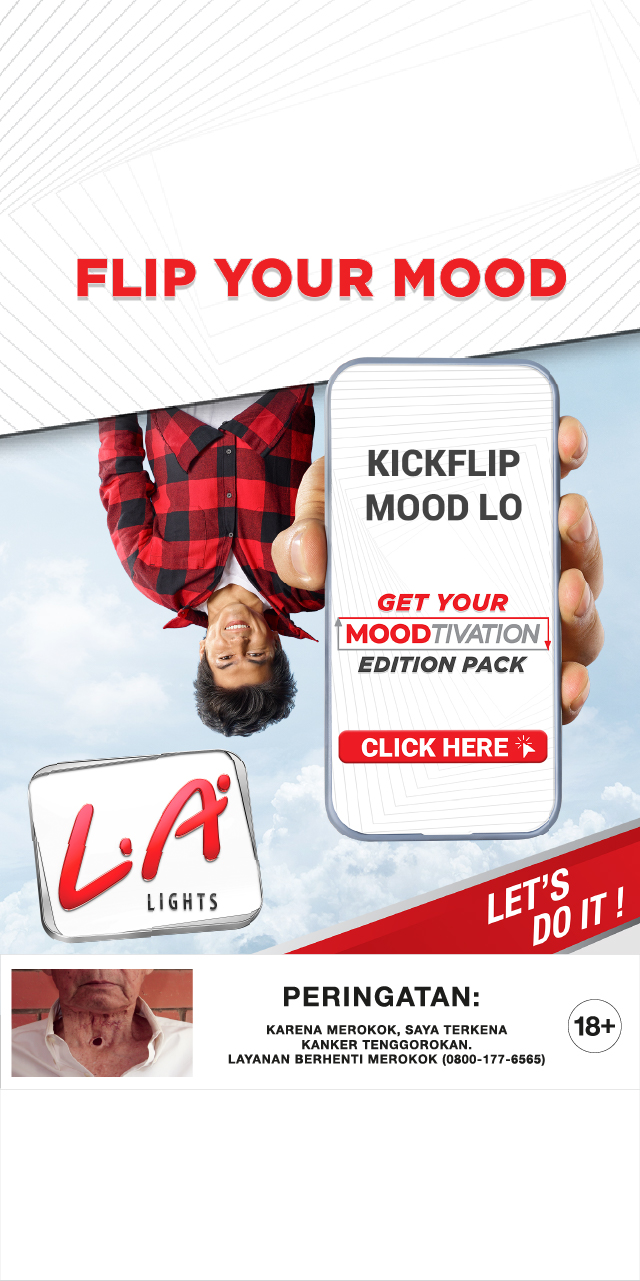 FLIP YOUR MOOD
KICKFLIP
MOOD LO
GET YOUR
MOODTIVATION
EDITION PACK
CLICK HERE
L.A.
LIGHTS
LET'S
DO IT !
PERINGATAN:
KARENA MEROKOK, SAYA TERKENA
KANKER TENGGOROKAN.
LAYANAN BERHENTI MEROKOK (0800-177-6565)
18+